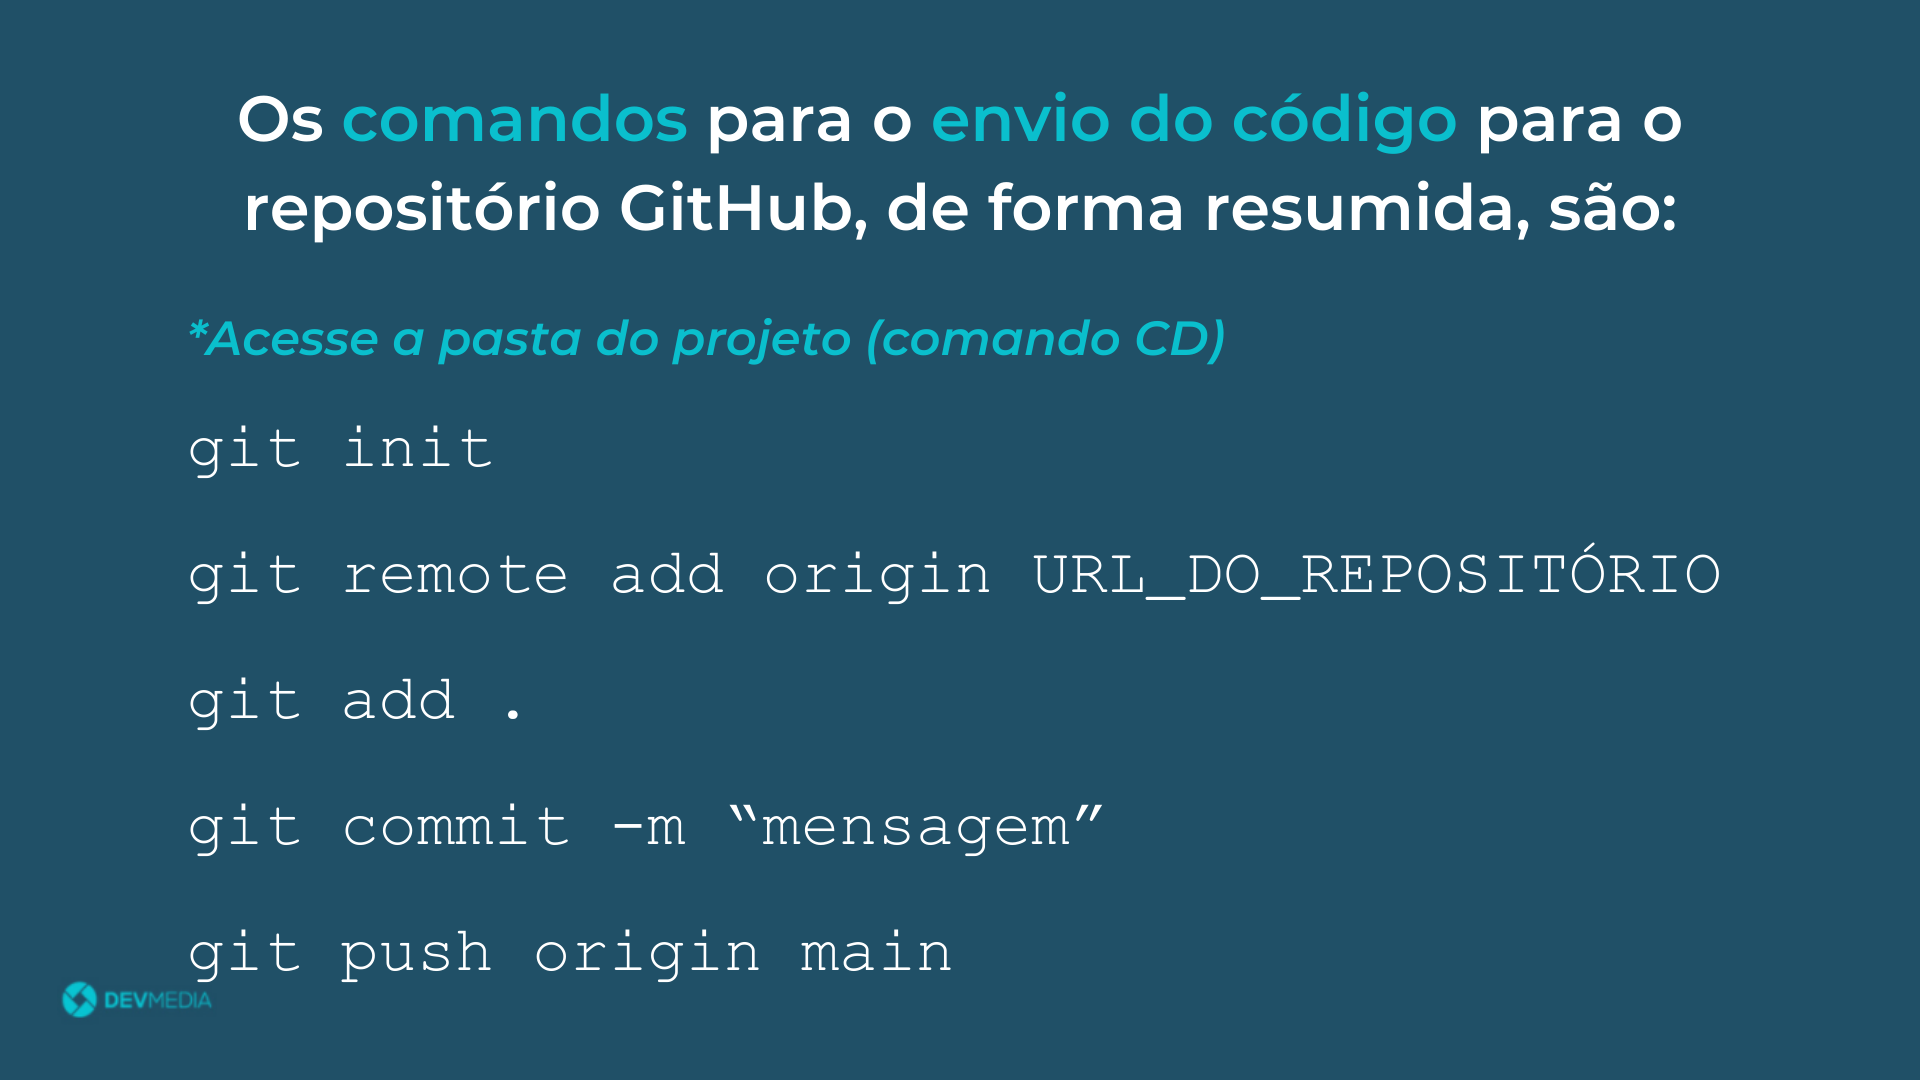 Os comandos para o envio do código para o
repositório GitHub, de forma resumida, são:
*Acesse a pasta do projeto (comando CD)
git init
git remote add origin URL_DO_REPOSITÓRIO
git add .
git commit -m “mensagem”
git push origin main
DEVMEDIA